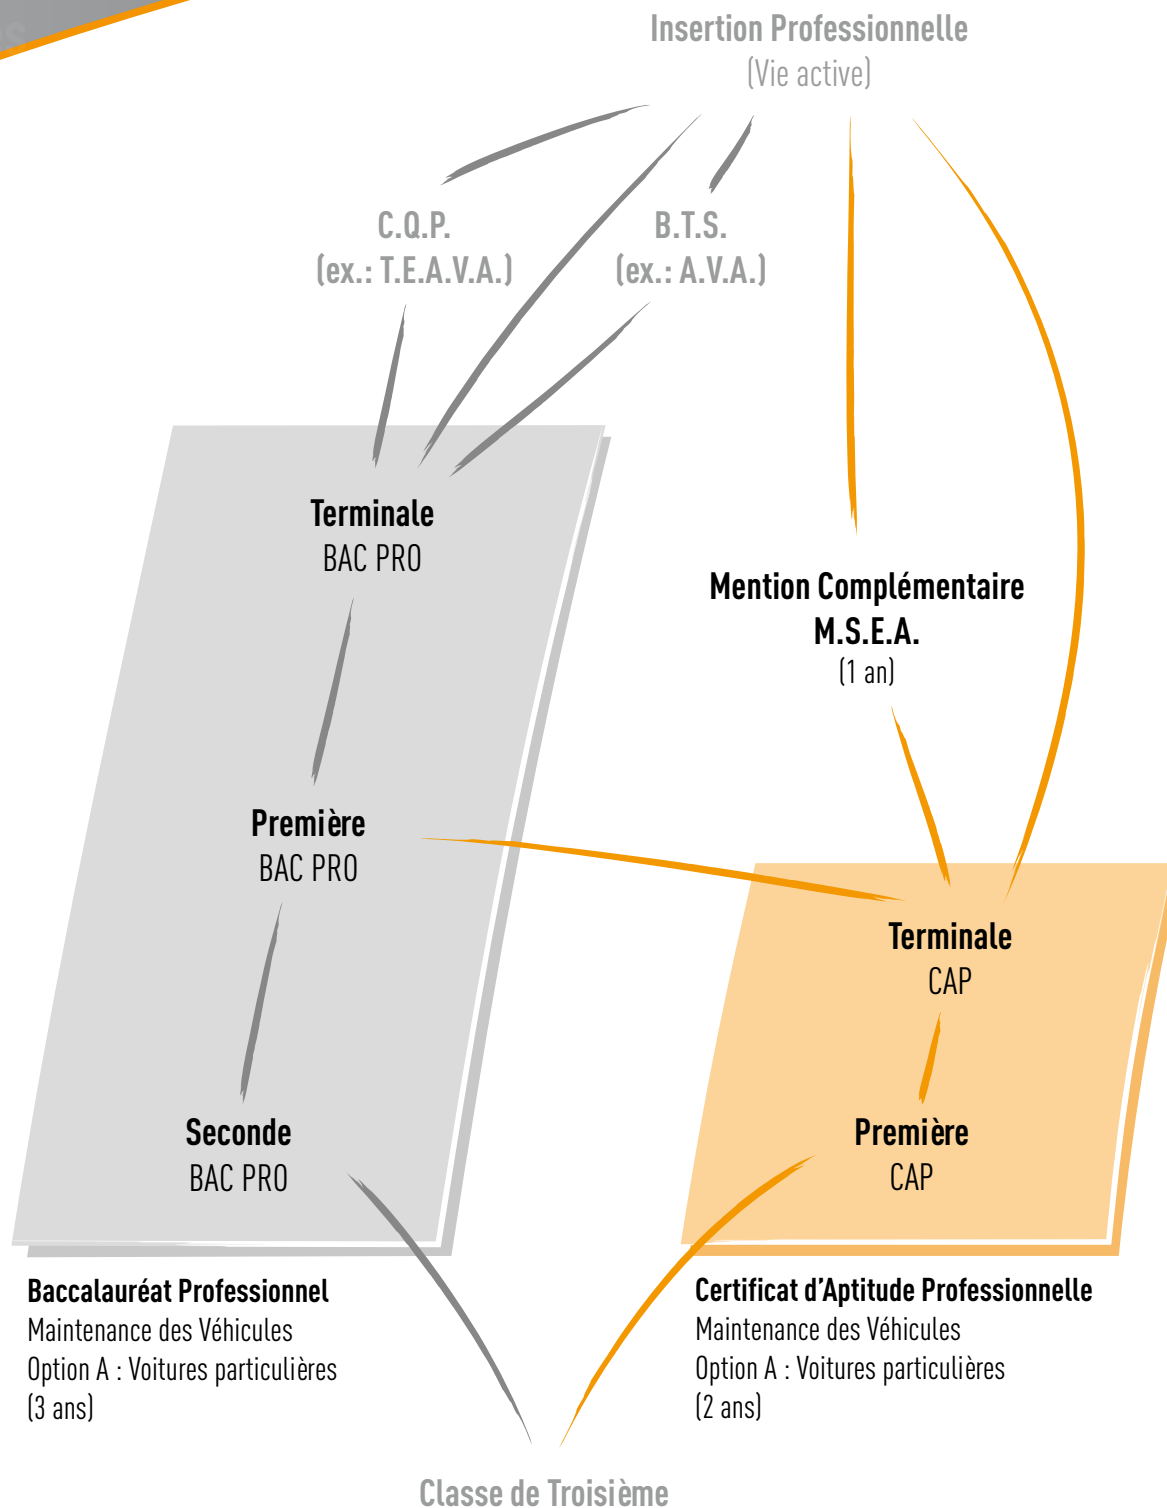 Insertion Professionnelle
(Vie active)
C.Q.P.
(ex.: T.E.A.V.A.)
B.T.S.
(ex.: A.V.A.)
Terminale
BAC PRO
Mention Complémentaire
M.S.E.A.
(1 an)
Première
BAC PRO
Terminale
CAP
Seconde
BAC PRO
Première
CAP
Baccalauréat Professionnel
Maintenance des Véhicules
Option A : Voitures particulières
(3 ans)
Certificat d'Aptitude Professionnelle
Maintenance des Véhicules
Option A : Voitures particulières
(2 ans)
Classe de Troisième